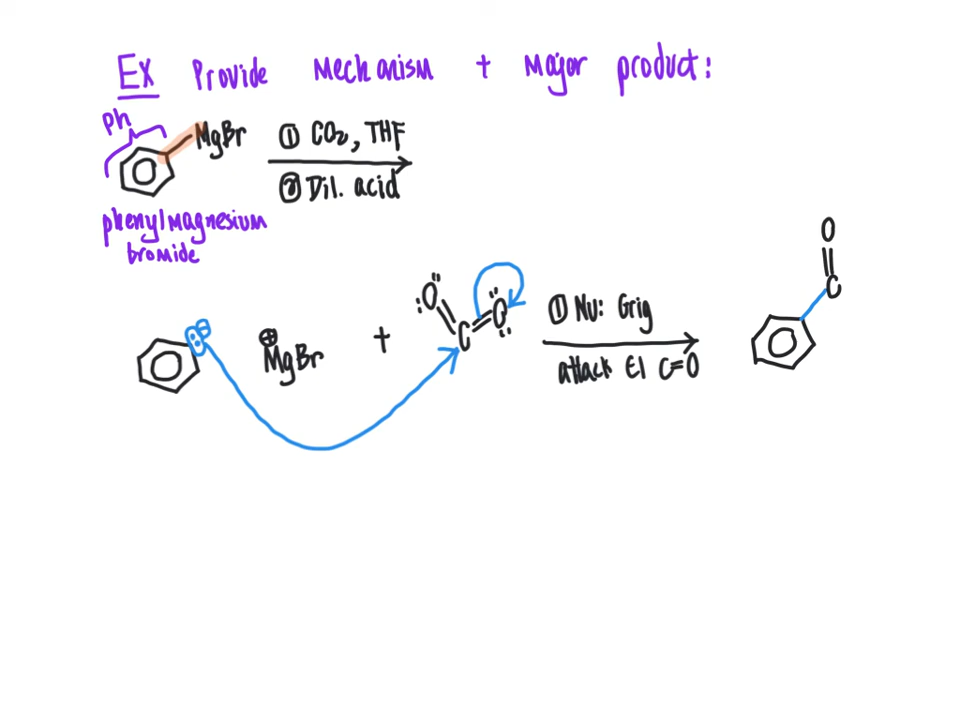 Ex Provide Mechanism + Major product:
Ph
MgBr
① CO₂, THF
② Dil. acid
phenylmagnesium
bromide
O
C
⊖ ⊕
MgBr + :O C O
① Nu: Grig
attack El C=O